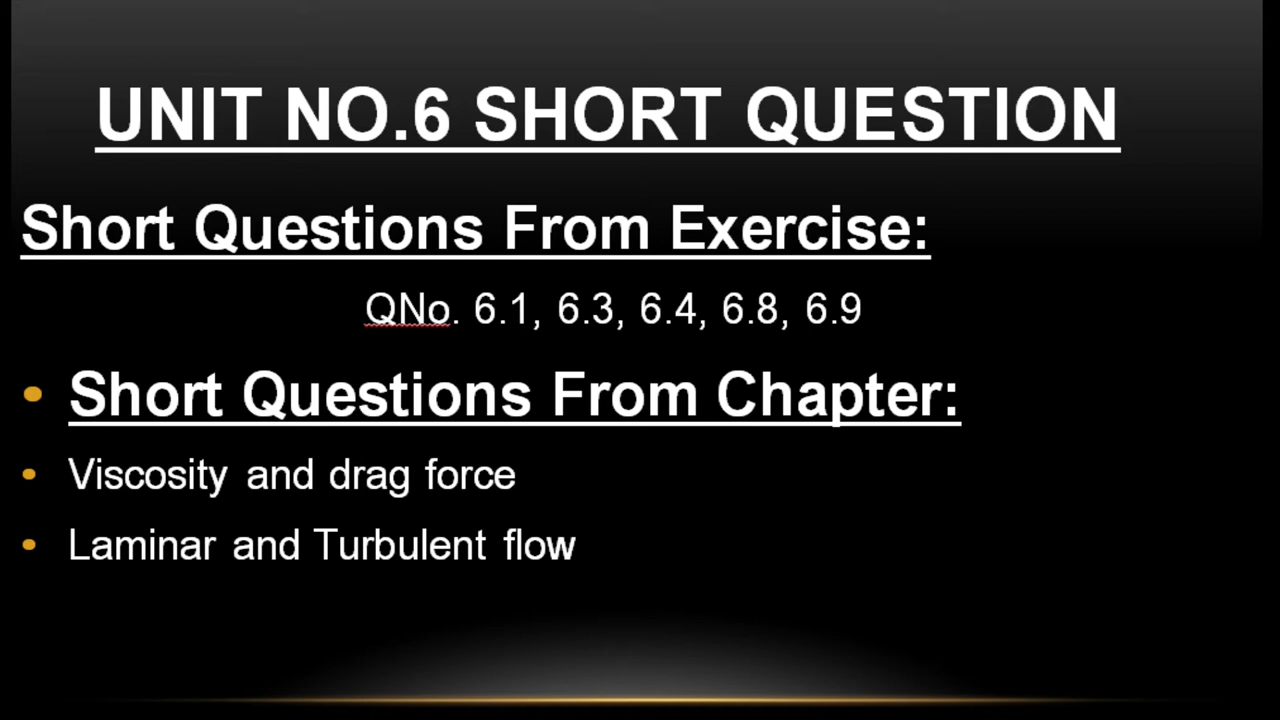 UNIT NO.6 SHORT QUESTION
Short Questions From Exercise:
QNo. 6.1, 6.3, 6.4, 6.8, 6.9
• Short Questions From Chapter:
• Viscosity and drag force
• Laminar and Turbulent flow